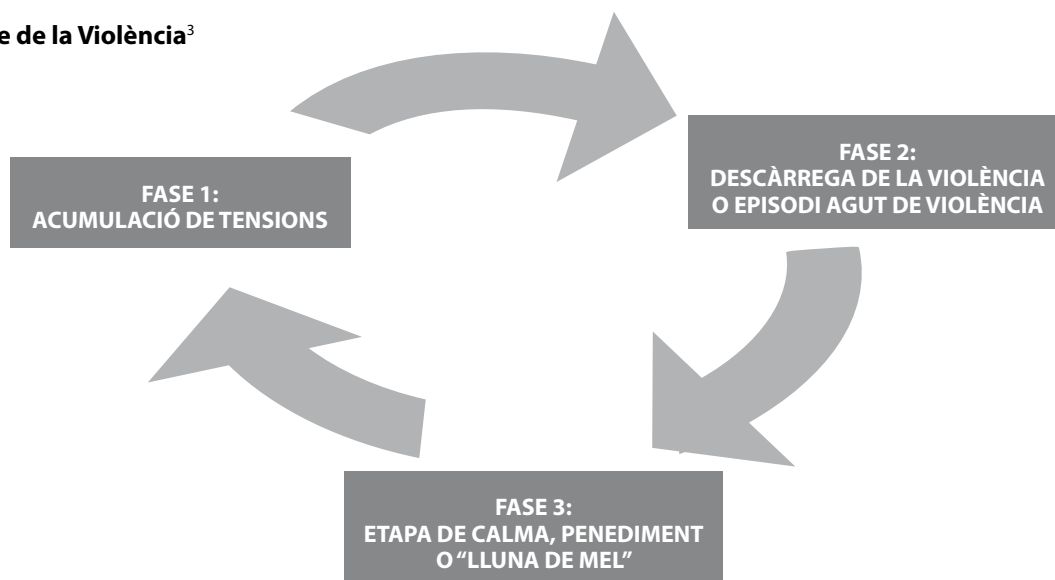 e de la Violència³
FASE 1:
ACUMULACIÓ DE TENSIONS
FASE 2:
DESCÀRREGA DE LA VIOLÈNCIA
O EPISODI AGUT DE VIOLÈNCIA
FASE 3:
ETAPA DE CALMA, PENEDIMENT
O “LLUNA DE MEL”